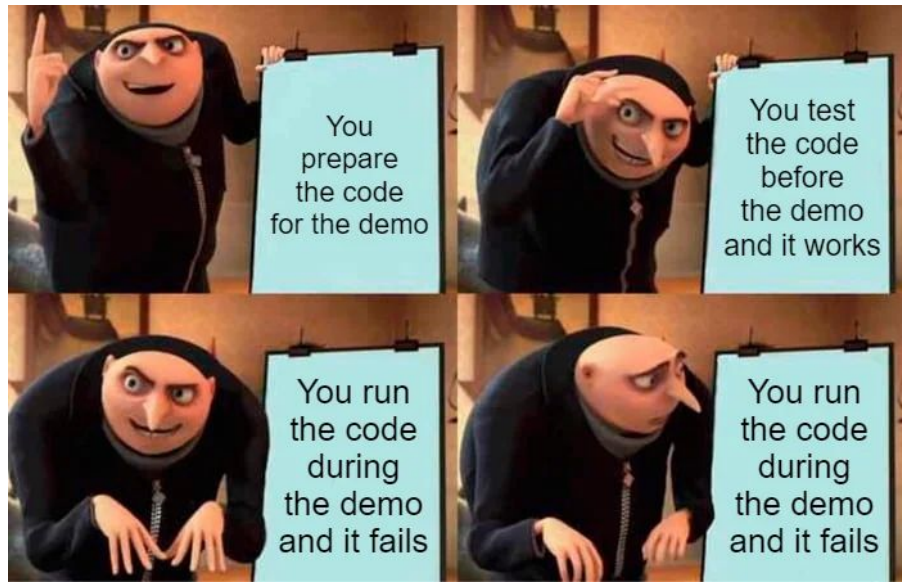 You
prepare
the code
for the demo
You test
the code
before
the demo
and it works
You run
the code
during
the demo
and it fails
You run
the code
during
the demo
and it fails